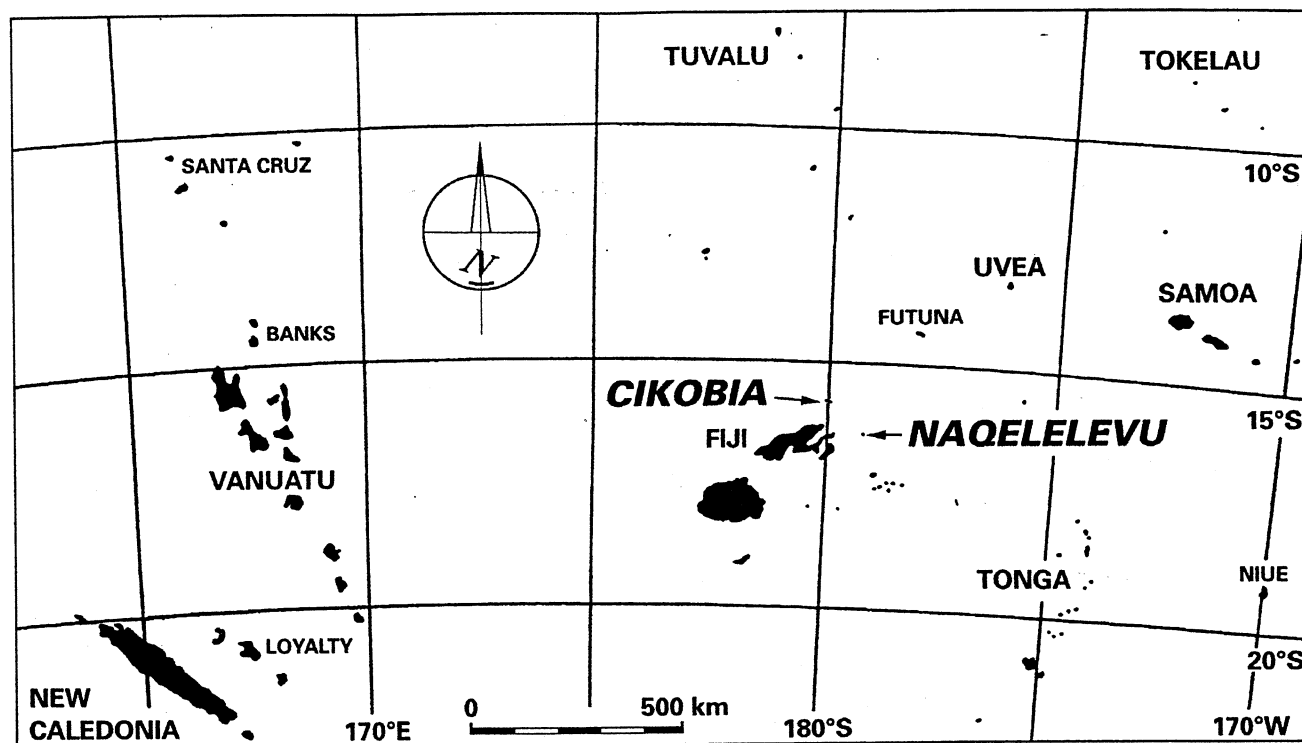 TUVALU
TOKELAU
SANTA CRUZ
10°S
N
UVEA
SAMOA
FUTUNA
BANKS
CIKOBIA
15°S
FIJI
NAQELELEVU
VANUATU
TONGA
NIUE
LOYALTY
20°S
NEW
CALEDONIA
170°E
0 500 km
180°S
170°W